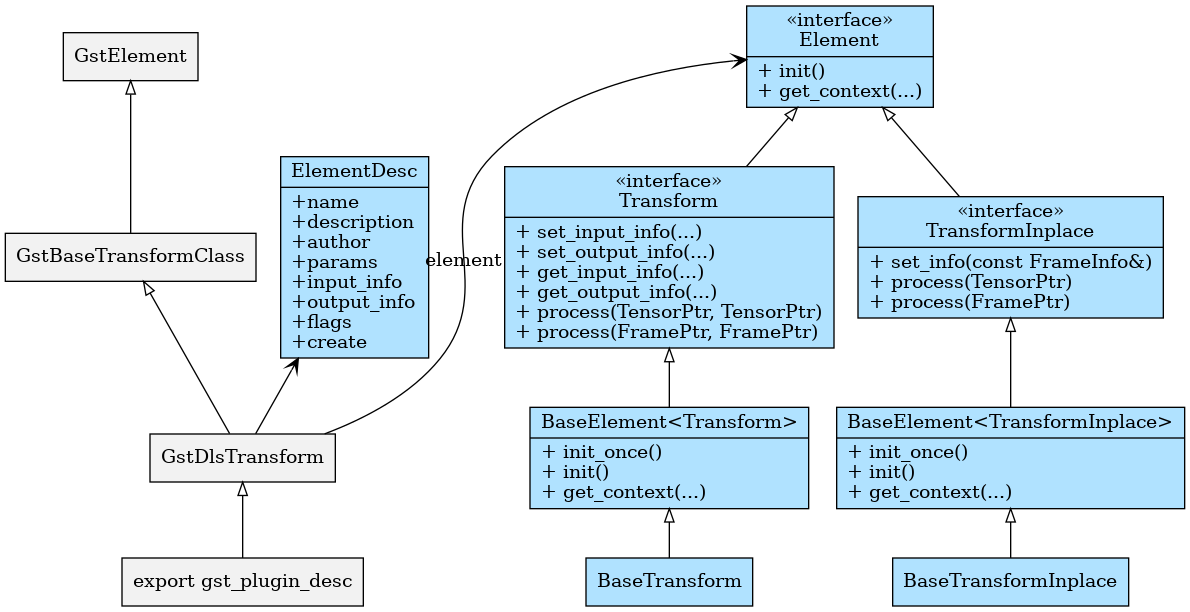 GstElement
GstBaseTransformClass
ElementDesc
+name
+description
+author
+params
+input_info
+output_info
+flags
+create
GstDlsTransform
export gst_plugin_desc
element
«interface»
Element
+ init()
+ get_context(...)
«interface»
Transform
+ set_input_info(...)
+ set_output_info(...)
+ get_input_info(...)
+ get_output_info(...)
+ process(TensorPtr, TensorPtr)
+ process(FramePtr, FramePtr)
«interface»
TransformInplace
+ set_info(const FrameInfo&)
+ process(TensorPtr)
+ process(FramePtr)
BaseElement<Transform>
+ init_once()
+ init()
+ get_context(...)
BaseElement<TransformInplace>
+ init_once()
+ init()
+ get_context(...)
BaseTransform
BaseTransformInplace